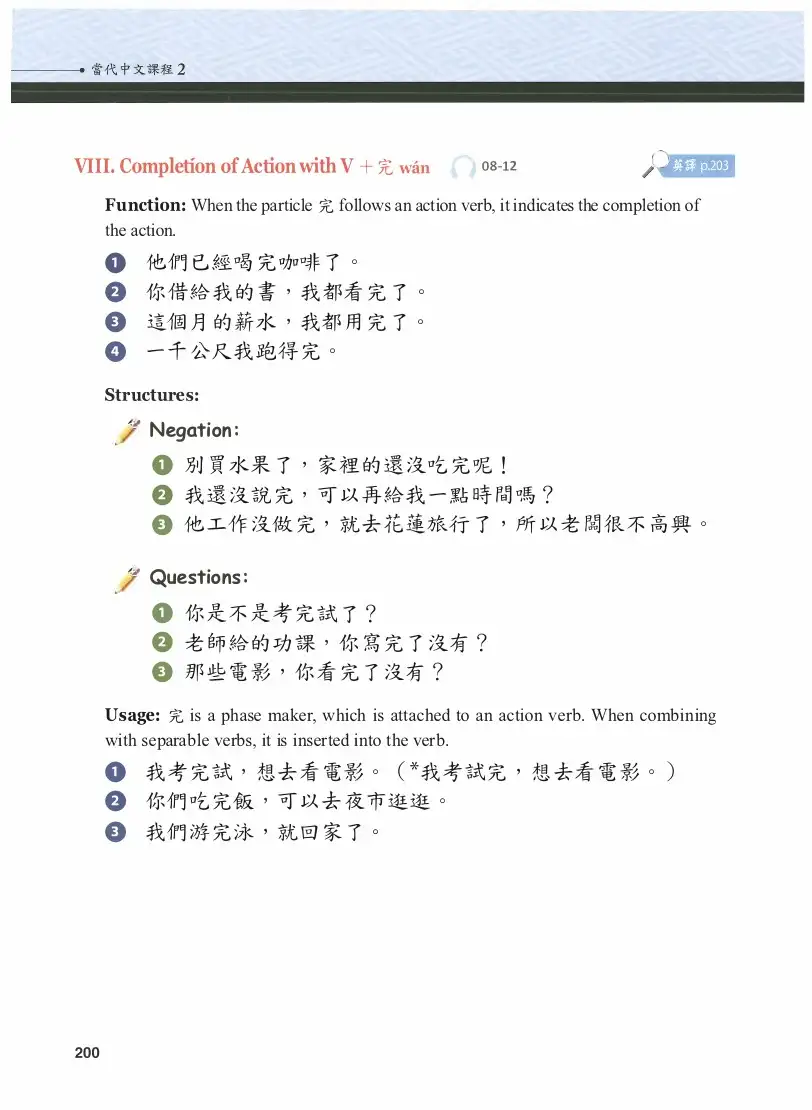 當代中文課程 2
VIII. Completion of Action with V ＋完 wán 08-12 英譯 p.203
Function: When the particle 完 follows an action verb, it indicates the completion of
the action.
1 他們已經喝完咖啡了。
2 你借給我的書，我都看完了。
3 這個月的薪水，我都用完了。
4 一千公尺我跑得完。
Structures:
Negation:
1 別買水果了，家裡的還沒吃完呢！
2 我還沒說完，可以再給我一點時間嗎？
3 他工作沒做完，就去花蓮旅行了，所以老闆很不高興。
Questions:
1 你是不是考完試了？
2 老師給的功課，你寫完了沒有？
3 那些電影，你看完了沒有？
Usage: 完 is a phase maker, which is attached to an action verb. When combining
with separable verbs, it is inserted into the verb.
1 我考完試，想去看電影。（*我考試完，想去看電影。）
2 你們吃完飯，可以去夜市逛逛。
3 我們游完泳，就回家了。
200